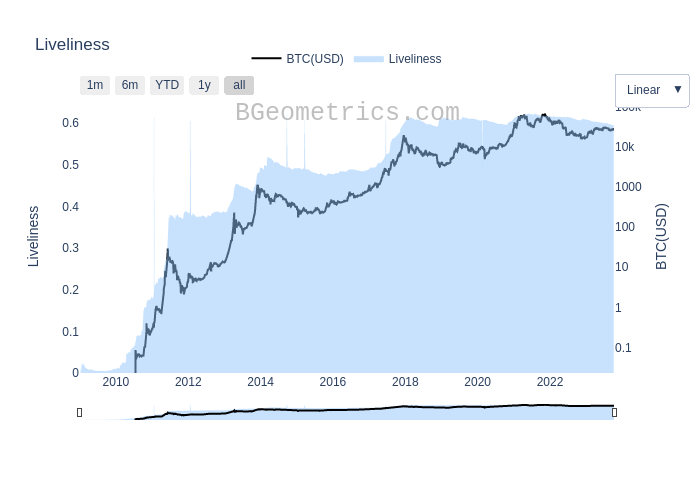 Liveliness
BTC(USD) Liveliness
1m 6m YTD 1y all
Linear ▼
BGeometrics.com
100k
0.6
10k
0.5
1000
0.4
100
0.3
10
0.2
1
0.1
0.1
0
Liveliness
BTC(USD)
2010 2012 2014 2016 2018 2020 2022